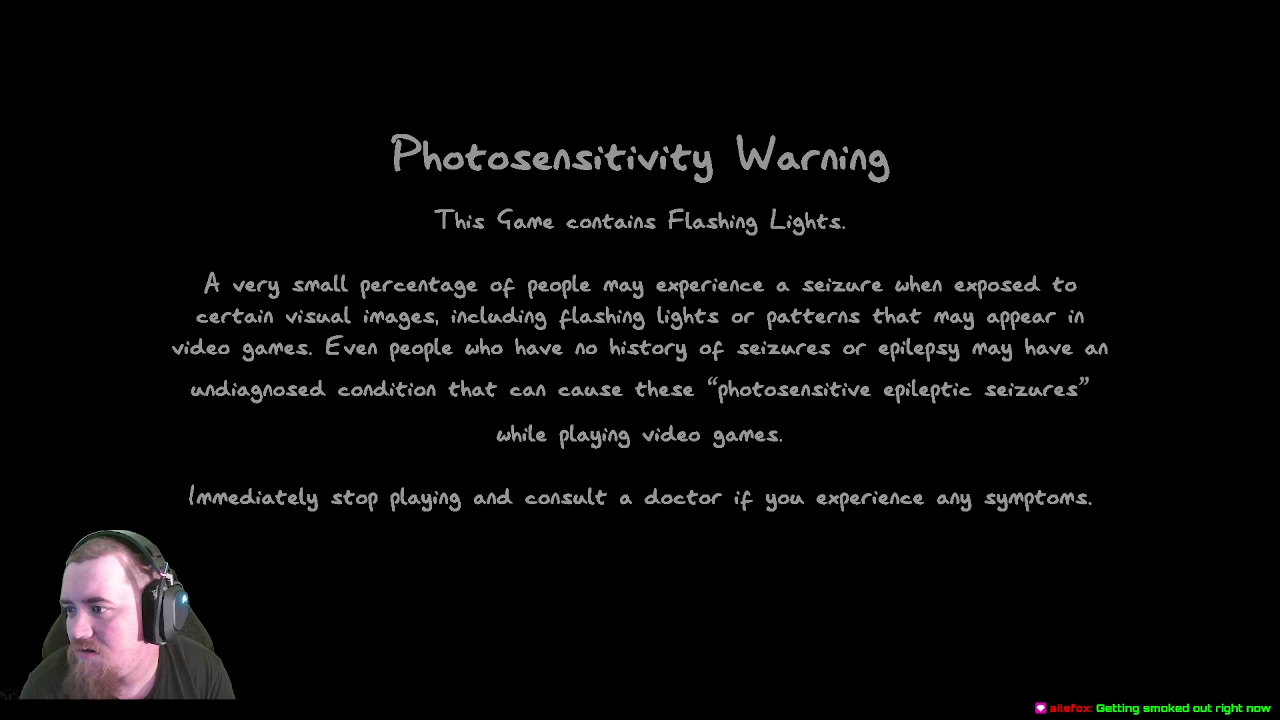 Photosensitivity Warning
This Game contains Flashing Lights.
A very small percentage of people may experience a seizure when exposed to
certain visual images, including flashing lights or patterns that may appear in
video games. Even people who have no history of seizures or epilepsy may have an
undiagnosed condition that can cause these “photosensitive epileptic seizures”
while playing video games.
Immediately stop playing and consult a doctor if you experience any symptoms.
ailefox: Getting smoked out right now